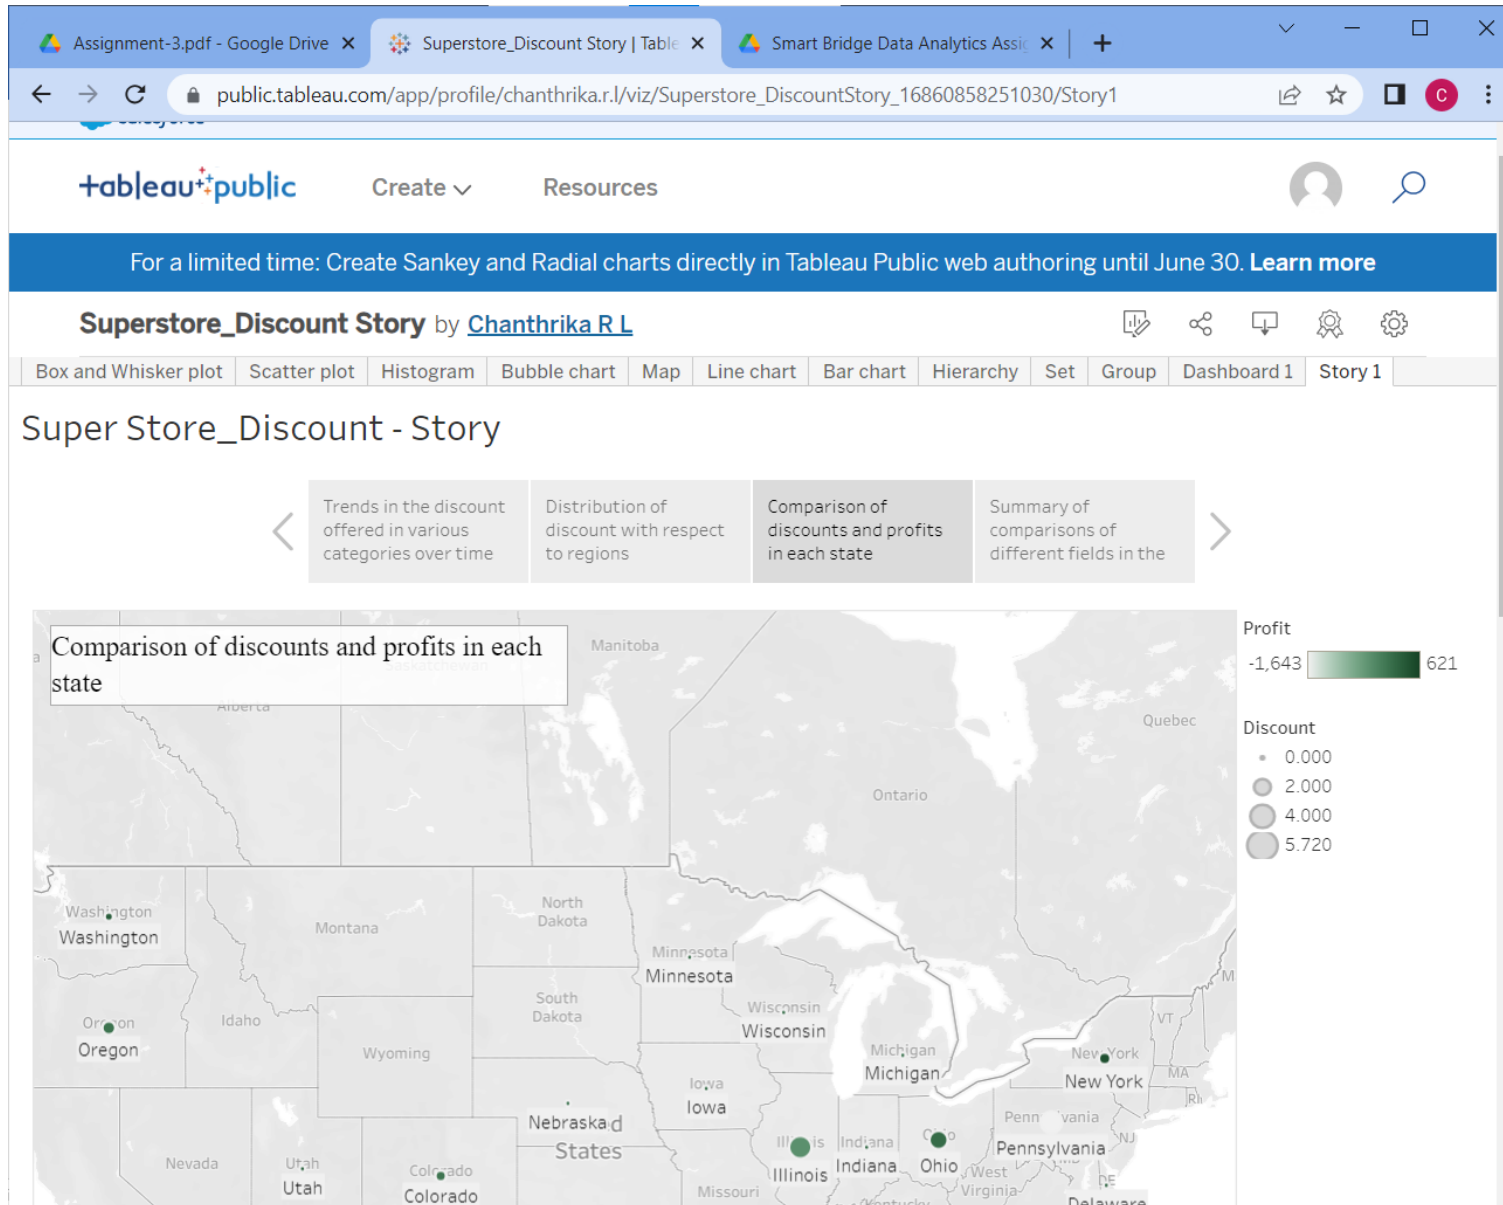 Assignment-3.pdf - Google Drive
Superstore_Discount Story | Table
Smart Bridge Data Analytics Assig
public.tableau.com/app/profile/chanthrika.r.l/viz/Superstore_DiscountStory_16860858251030/Story1
C
salesforce
tableau public
Create
Resources
For a limited time: Create Sankey and Radial charts directly in Tableau Public web authoring until June 30. Learn more
Superstore_Discount Story by Chanthrika R L
Box and Whisker plot
Scatter plot
Histogram
Bubble chart
Map
Line chart
Bar chart
Hierarchy
Set
Group
Dashboard 1
Story 1
Super Store_Discount - Story
Trends in the discount
offered in various
categories over time
Distribution of
discount with respect
to regions
Comparison of
discounts and profits
in each state
Summary of
comparisons of
different fields in the
Comparison of discounts and profits in each
state
Saskatchewan
Alberta
Manitoba
Quebec
Ontario
Profit
-1,643
621
Discount
0.000
2.000
4.000
5.720
Washington
Washington
Montana
North
Dakota
Minnesota
Minnesota
Oregon
Oregon
Idaho
South
Dakota
Wisconsin
Wisconsin
Wyoming
Michigan
Michigan
VT
New York
New York
MA
RI
Iowa
Iowa
Nebraska d
States
Pennsylvania
Pennsylvania
NJ
Nevada
Utah
Utah
Colorado
Colorado
Illinois
Illinois
Indiana
Indiana
Ohio
Ohio
West
Virginia
DE
Delaware
Missouri
Kentucky